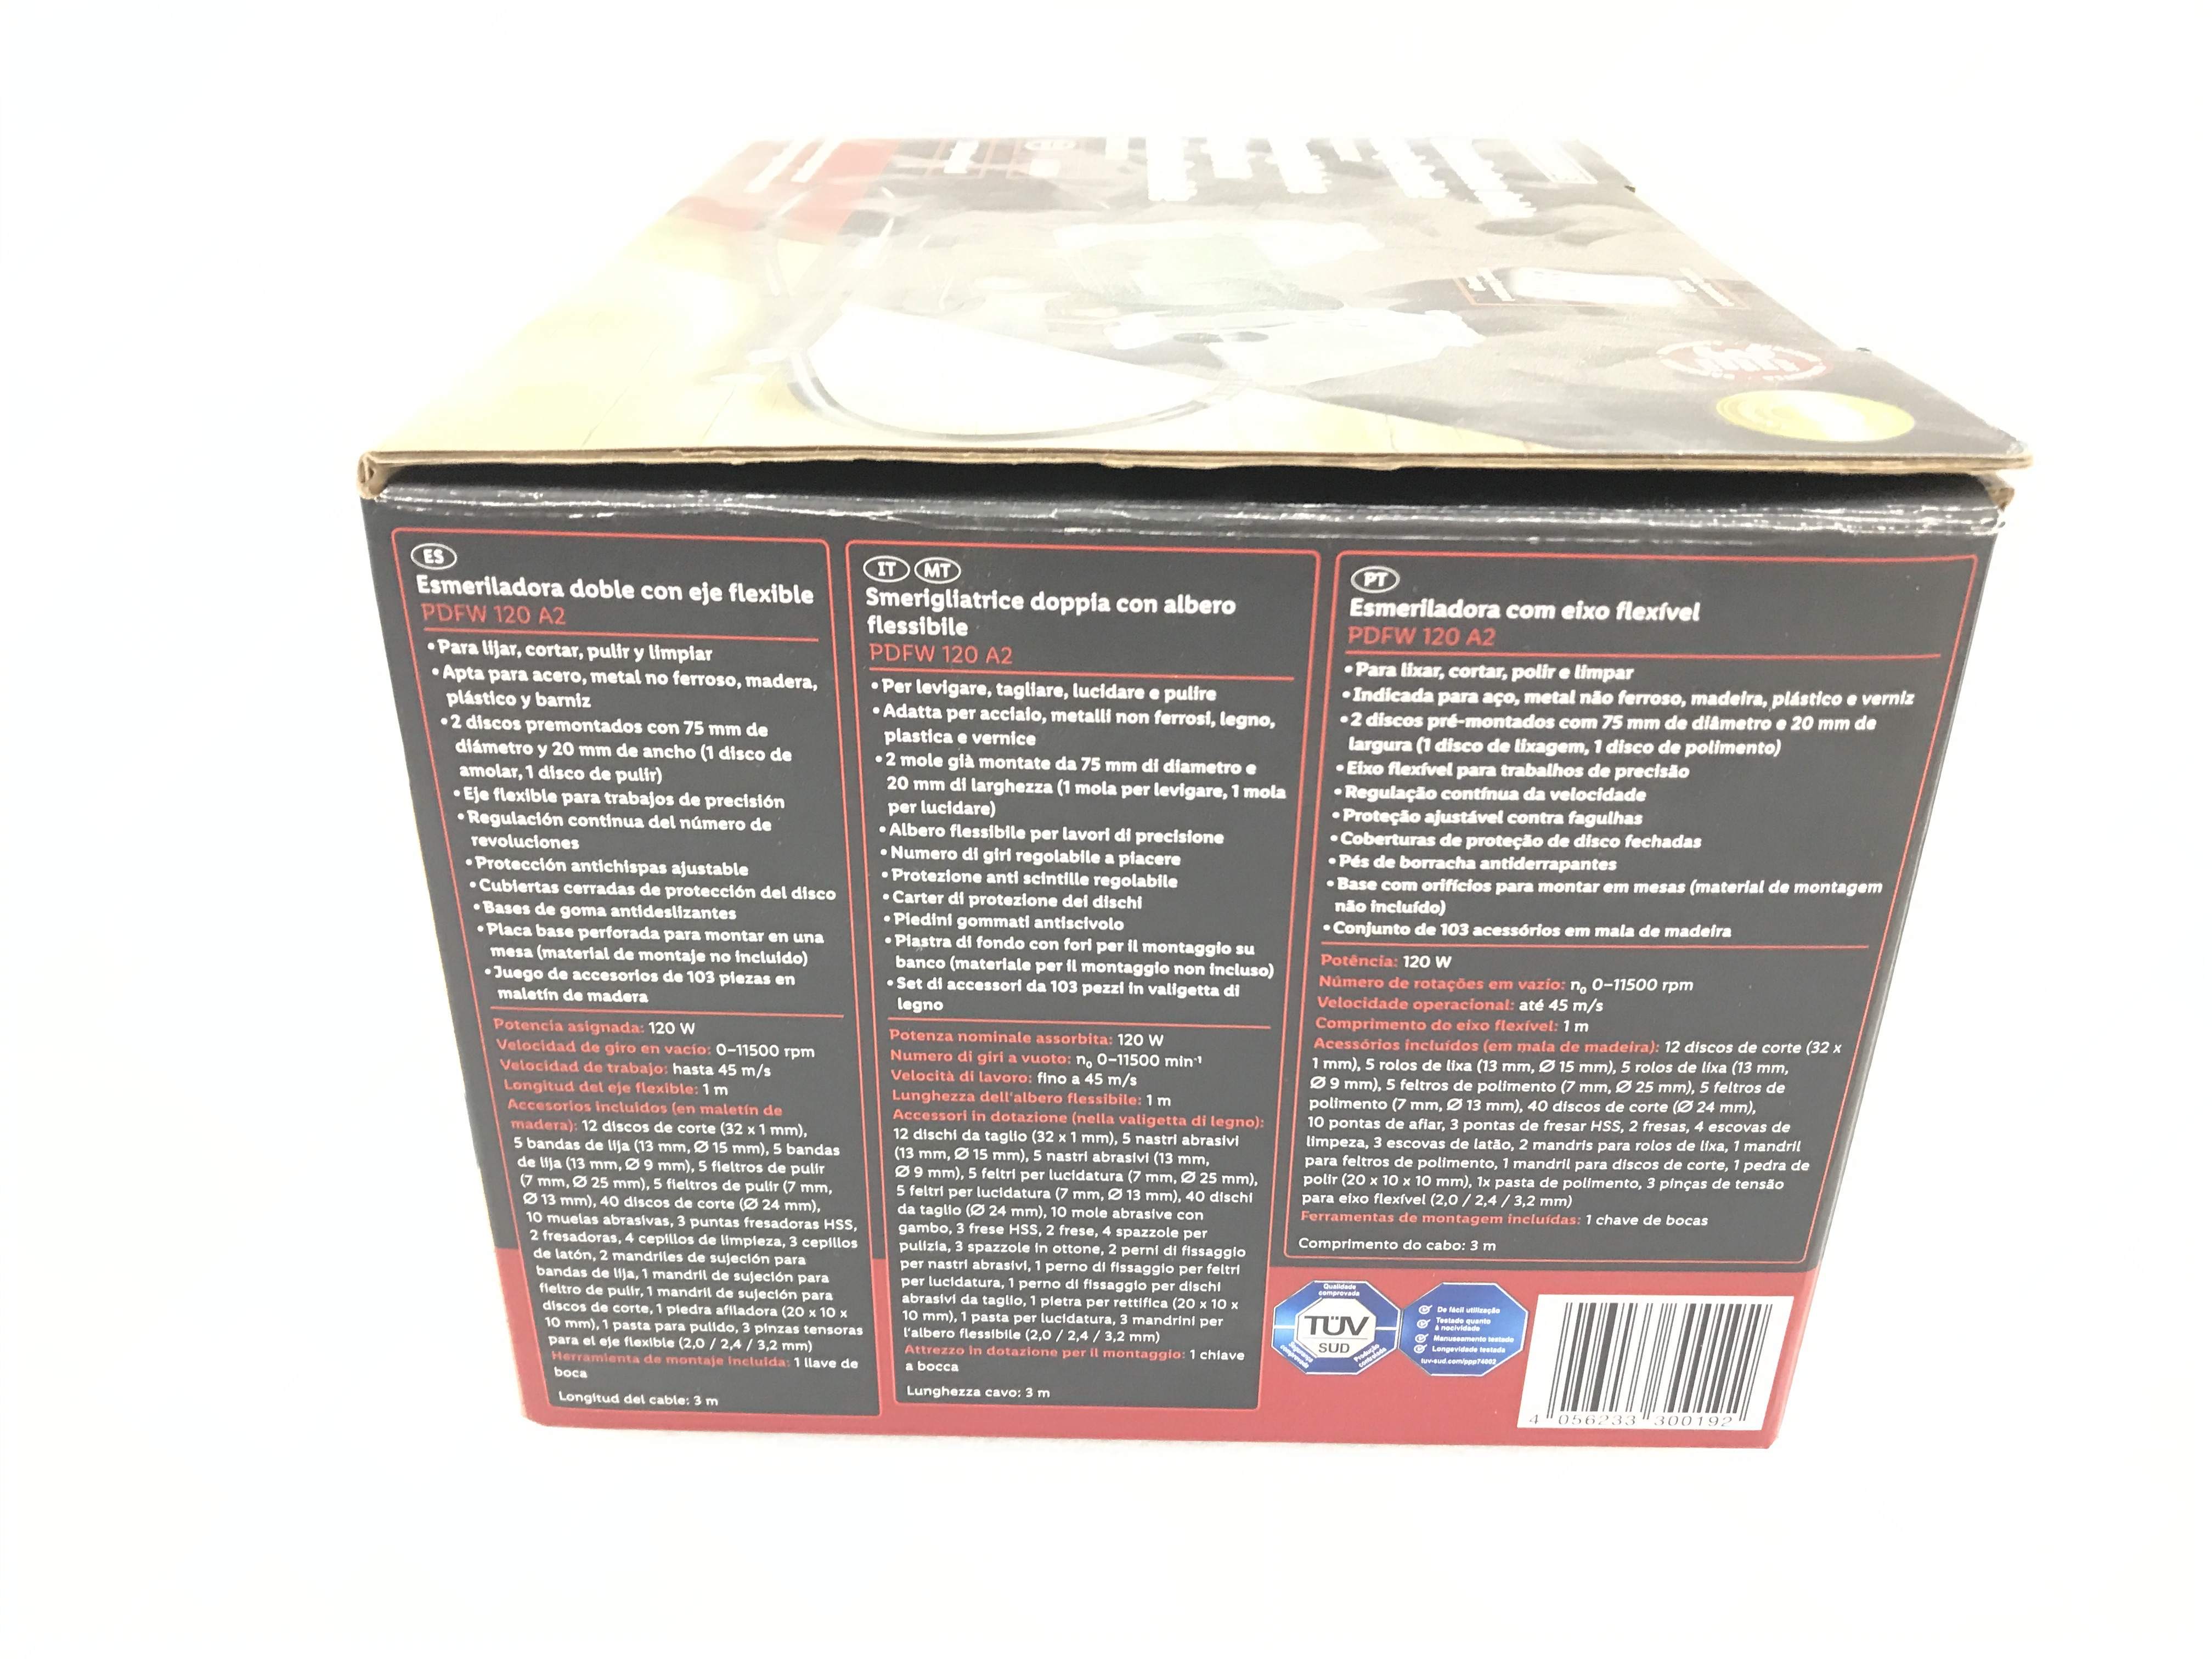 ES
Esmeriladora doble con eje flexible
PDFW 120 A2
• Para lijar, cortar, pulir y limpiar
• Apta para acero, metal no ferroso, madera,
plástico y barniz
• 2 discos premontados con 75 mm de
diámetro y 20 mm de ancho (1 disco de
amolar, 1 disco de pulir)
• Eje flexible para trabajos de precisión
• Regulación continua del número de
revoluciones
• Protección antichispas ajustable
• Cubiertas cerradas de protección del disco
• Bases de goma antideslizantes
• Placa base perforada para montar en una
mesa (material de montaje no incluido)
• Juego de accesorios de 103 piezas en
maletín de madera
Potencia asignada: 120 W
Velocidad de giro en vacío: 0–11500 rpm
Velocidad de trabajo: hasta 45 m/s
Longitud del eje flexible: 1 m
Accesorios incluidos (en maletín de
madera): 12 discos de corte (32 x 1 mm),
5 bandas de lija (13 mm, Ø 15 mm), 5 bandas
de lija (13 mm, Ø 9 mm), 5 fieltros de pulir
(7 mm, Ø 25 mm), 5 fieltros de pulir (7 mm,
Ø 13 mm), 40 discos de corte (Ø 24 mm),
10 muelas abrasivas, 3 puntas fresadoras HSS,
2 fresadoras, 4 cepillos de limpieza, 3 cepillos
de latón, 2 mandriles de sujeción para
bandas de lija, 1 mandril de sujeción para
fieltro de pulir, 1 mandril de sujeción para
discos de corte, 1 piedra afiladora (20 x 10 x
10 mm), 1 pasta para pulido, 3 pinzas tensoras
para el eje flexible (2,0 / 2,4 / 3,2 mm)
Herramienta de montaje incluida: 1 llave de
boca
Longitud del cable: 3 m
IT MT
Smerigliatrice doppia con albero
flessibile
PDFW 120 A2
• Per levigare, tagliare, lucidare e pulire
• Adatta per acciaio, metalli non ferrosi, legno,
plastica e vernice
• 2 mole già montate da 75 mm di diametro e
20 mm di larghezza (1 mola per levigare, 1 mola
per lucidare)
• Albero flessibile per lavori di precisione
• Numero di giri regolabile a piacere
• Protezione anti scintille regolabile
• Carter di protezione dei dischi
• Piedini gommati antiscivolo
• Piastra di fondo con fori per il montaggio su
banco (materiale per il montaggio non incluso)
• Set di accessori da 103 pezzi in valigetta di
legno
Potenza nominale assorbita: 120 W
Numero di giri a vuoto: n₀ 0–11500 min⁻¹
Velocità di lavoro: fino a 45 m/s
Lunghezza dell'albero flessibile: 1 m
Accessori in dotazione (nella valigetta di legno):
12 dischi da taglio (32 x 1 mm), 5 nastri abrasivi
(13 mm, Ø 15 mm), 5 nastri abrasivi (13 mm,
Ø 9 mm), 5 feltri per lucidatura (7 mm, Ø 25 mm),
5 feltri per lucidatura (7 mm, Ø 13 mm), 40 dischi
da taglio (Ø 24 mm), 10 mole abrasive con
gambo, 3 frese HSS, 2 frese, 4 spazzole per
pulizia, 3 spazzole in ottone, 2 perni di fissaggio
per nastri abrasivi, 1 perno di fissaggio per feltri
per lucidatura, 1 perno di fissaggio per dischi
abrasivi da taglio, 1 pietra per rettifica (20 x 10 x
10 mm), 1 pasta per lucidatura, 3 mandrini per
l'albero flessibile (2,0 / 2,4 / 3,2 mm)
Attrezzo in dotazione per il montaggio: 1 chiave
a bocca
Lunghezza cavo: 3 m
PT
Esmeriladora com eixo flexível
PDFW 120 A2
• Para lixar, cortar, polir e limpar
• Indicada para aço, metal não ferroso, madeira, plástico e verniz
• 2 discos pré-montados com 75 mm de diâmetro e 20 mm de
largura (1 disco de lixagem, 1 disco de polimento)
• Eixo flexível para trabalhos de precisão
• Regulação contínua da velocidade
• Proteção ajustável contra fagulhas
• Coberturas de proteção de disco fechadas
• Pés de borracha antiderrapantes
• Base com orifícios para montar em mesas (material de montagem
não incluído)
• Conjunto de 103 acessórios em mala de madeira
Potência: 120 W
Número de rotações em vazio: n₀ 0–11500 rpm
Velocidade operacional: até 45 m/s
Comprimento do eixo flexível: 1 m
Acessórios incluídos (em mala de madeira): 12 discos de corte (32 x
1 mm), 5 rolos de lixa (13 mm, Ø 15 mm), 5 rolos de lixa (13 mm,
Ø 9 mm), 5 feltros de polimento (7 mm, Ø 25 mm), 5 feltros de
polimento (7 mm, Ø 13 mm), 40 discos de corte (Ø 24 mm),
10 pontas de afiar, 3 pontas de fresar HSS, 2 fresas, 4 escovas de
limpeza, 3 escovas de latão, 2 mandris para rolos de lixa, 1 mandril
para feltros de polimento, 1 mandril para discos de corte, 1 pedra de
polir (20 x 10 x 10 mm), 1x pasta de polimento, 3 pinças de tensão
para eixo flexível (2,0 / 2,4 / 3,2 mm)
Ferramentas de montagem incluídas: 1 chave de bocas
Comprimento do cabo: 3 m
Qualidade
comprovada
TÜV
SUD
Segurança
comprovada
Produção
controlada
De fácil utilização
Testado quanto
à nocividade
Manuseamento testado
Longevidade testada
tuv-sud.com/ppp74002
4 056233 300192